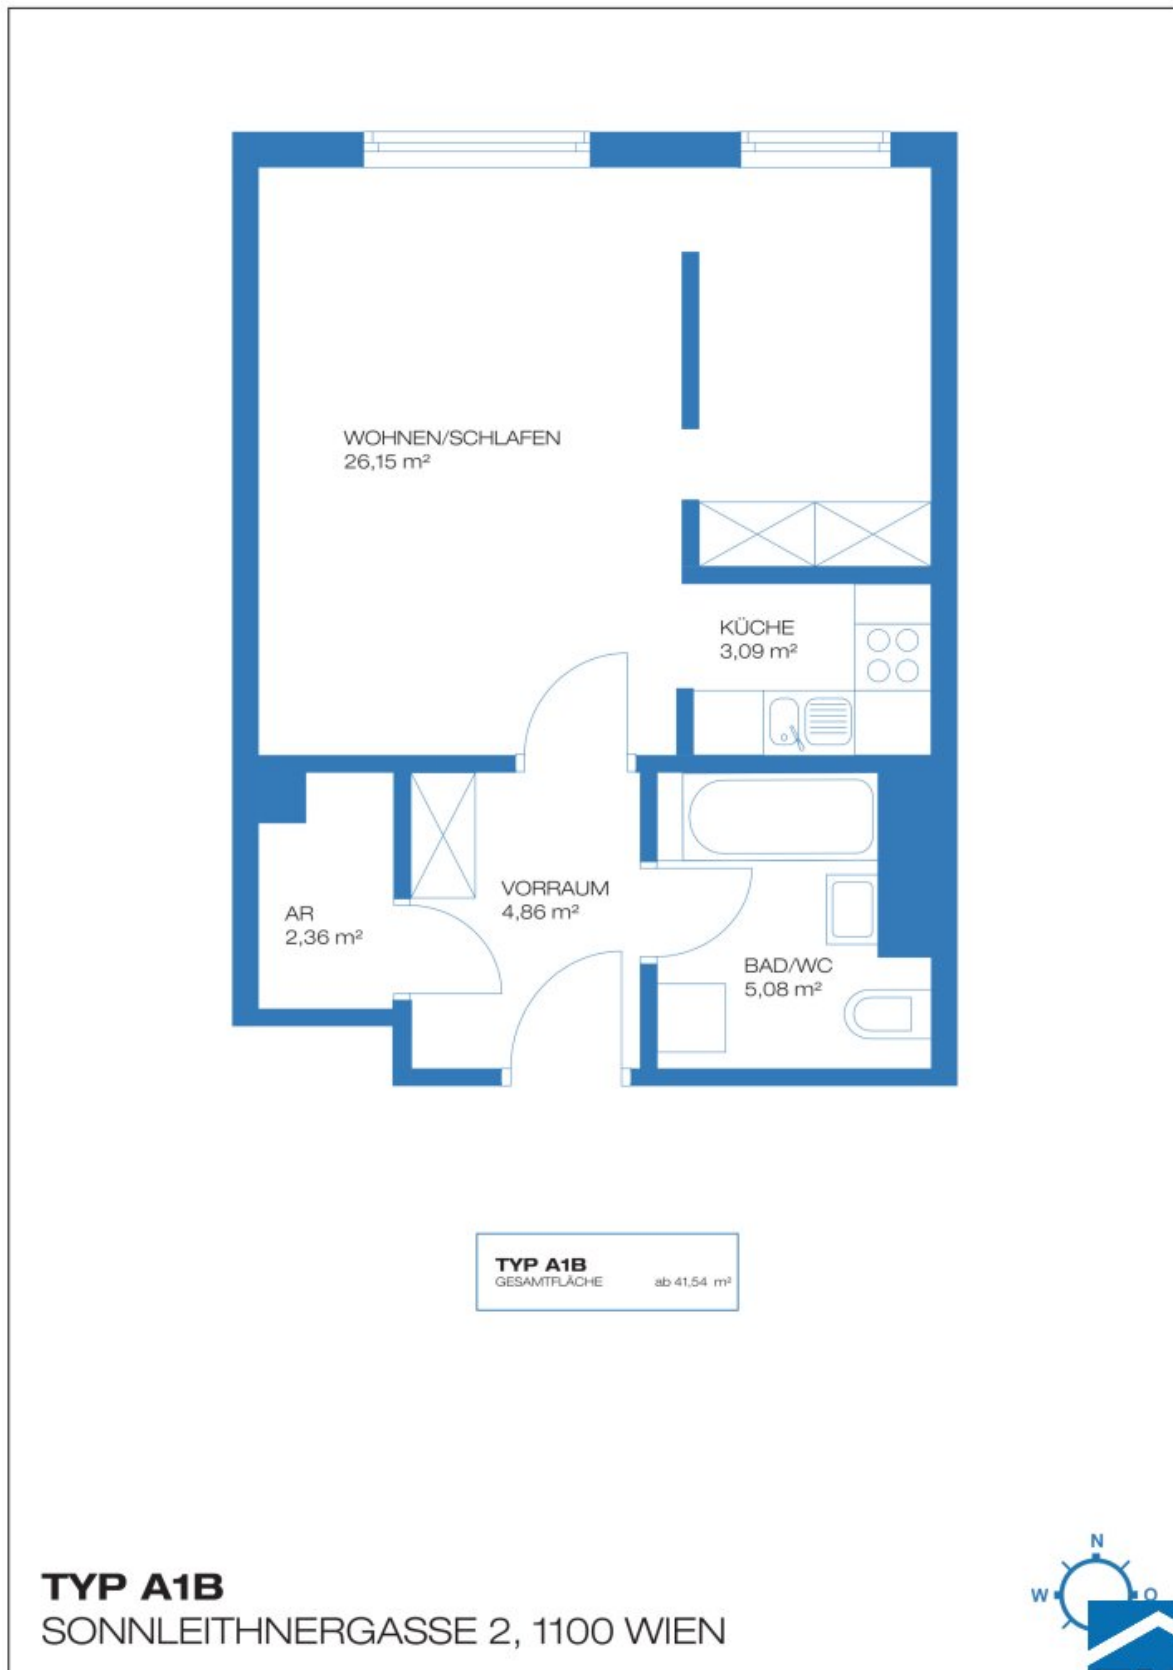 WOHNEN/SCHLAFEN
26,15 m²
KÜCHE
3,09 m²
VORRAUM
4,86 m²
AR
2,36 m²
BAD/WC
5,08 m²
TYP A1B
GESAMTFLÄCHE ab 41,54 m²
N
W O
TYP A1B
SONNLEITHNERGASSE 2, 1100 WIEN